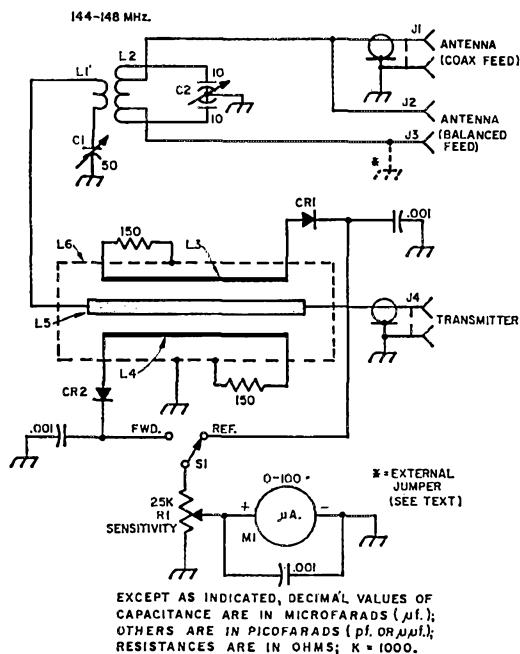 144-148 MHz.
L1
L2
10
C2
10
C1
50
J1
ANTENNA
(COAX FEED)
J2
ANTENNA
(BALANCED
FEED)
J3
*
CR1
.001
150
L6
L3
L5
J4
TRANSMITTER
L4
CR2
150
.001
FWD.
REF.
S1
25K
R1
SENSITIVITY
0-100
+
μA.
-
M1
.001
*=EXTERNAL
JUMPER
(SEE TEXT)
EXCEPT AS INDICATED, DECIMAL VALUES OF
CAPACITANCE ARE IN MICROFARADS (μf.);
OTHERS ARE IN PICOFARADS (pf. OR μμf.);
RESISTANCES ARE IN OHMS; K = 1000.